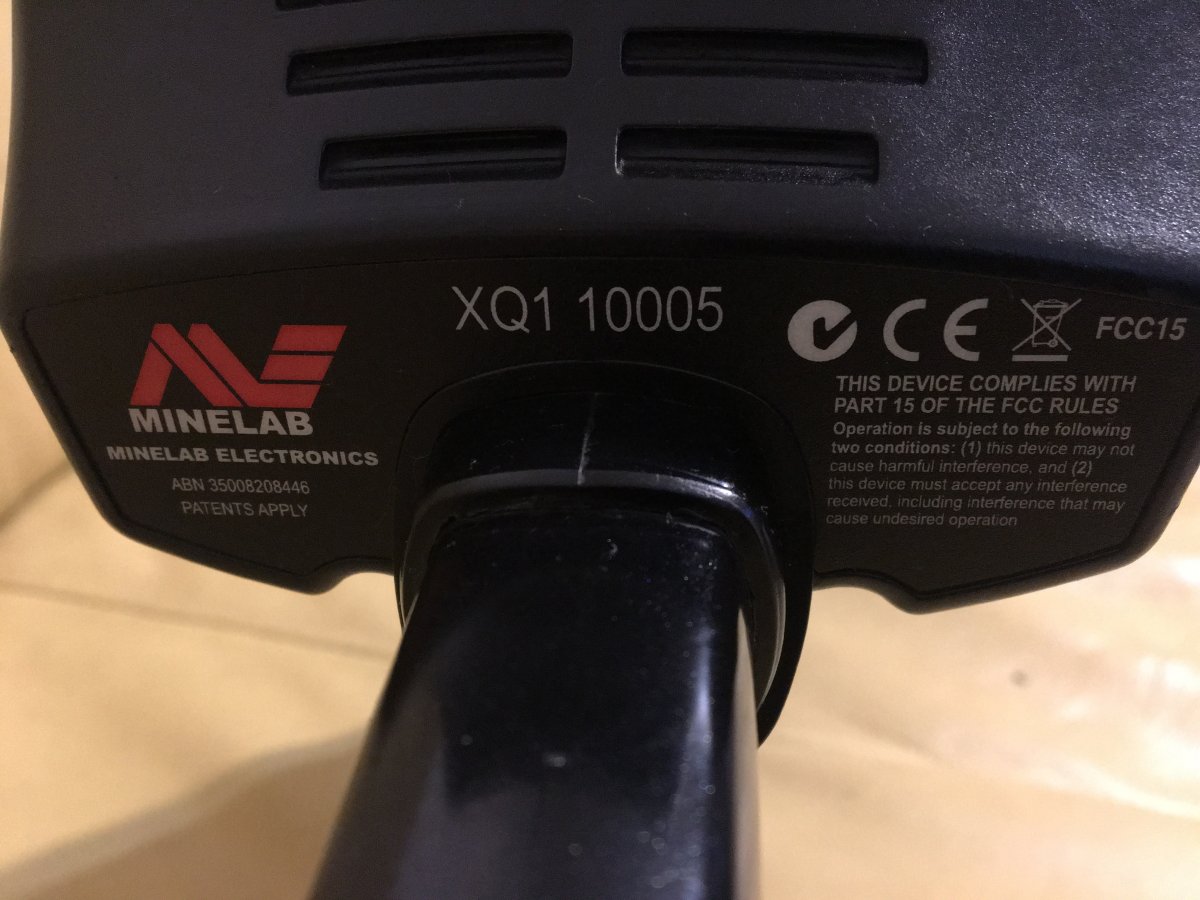 XQ1 10005
MINELAB
MINELAB ELECTRONICS
ABN 35008208446
PATENTS APPLY
CE FCC15
THIS DEVICE COMPLIES WITH
PART 15 OF THE FCC RULES
Operation is subject to the following
two conditions: (1) this device may not
cause harmful interference, and (2)
this device must accept any interference
received, including interference that may
cause undesired operation